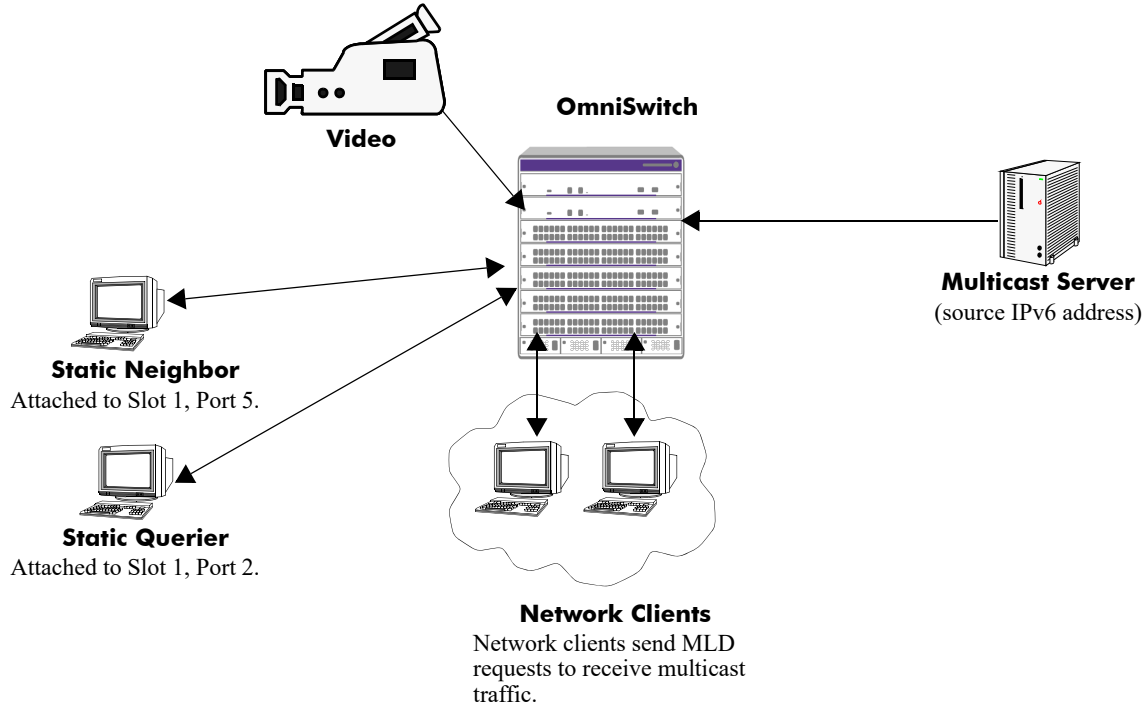 OmniSwitch
Video
Multicast Server
(source IPv6 address)
Static Neighbor
Attached to Slot 1, Port 5.
Static Querier
Attached to Slot 1, Port 2.
Network Clients
Network clients send MLD
requests to receive multicast
traffic.